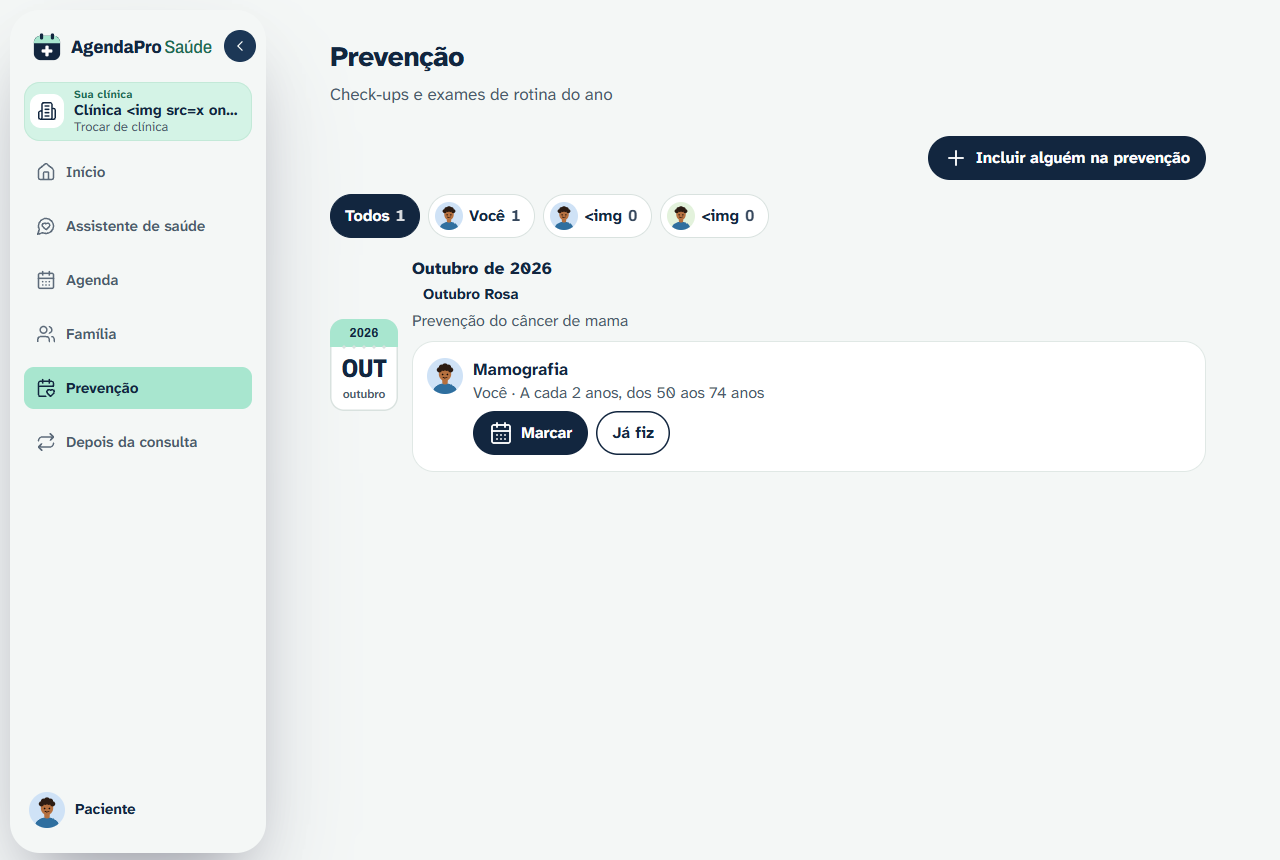 AgendaPro Saúde
Sua clínica
Clínica <img src=x on...
Trocar de clínica
Início
Assistente de saúde
Agenda
Família
Prevenção
Depois da consulta
Paciente
Prevenção
Check-ups e exames de rotina do ano
Incluir alguém na prevenção
Todos 1
Você 1
<img 0
<img 0
Outubro de 2026
Outubro Rosa
Prevenção do câncer de mama
2026
OUT
outubro
Mamografia
Você · A cada 2 anos, dos 50 aos 74 anos
Marcar
Já fiz